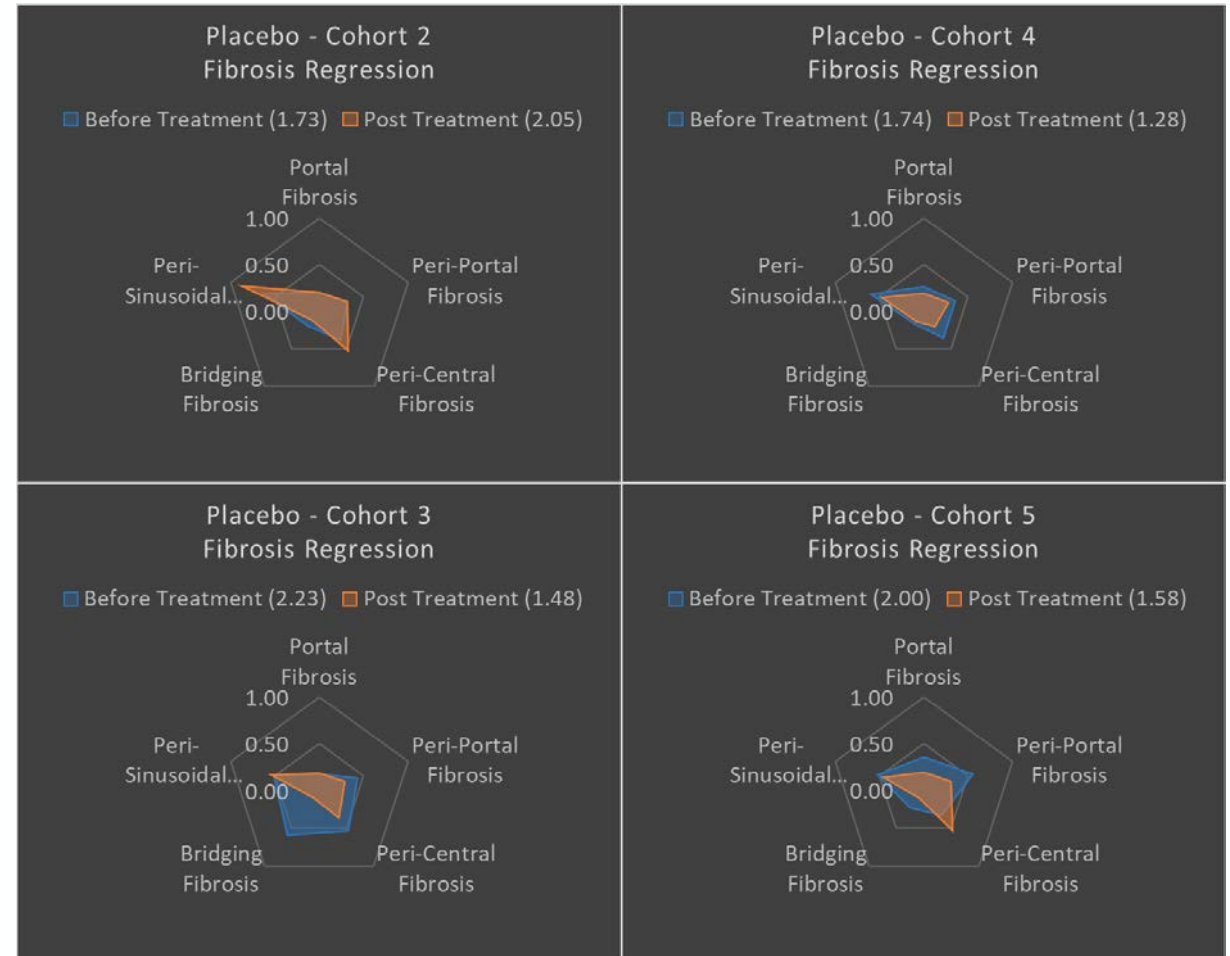 Placebo - Cohort 2
Fibrosis Regression
Before Treatment (1.73) Post Treatment (2.05)
Portal
Fibrosis
1.00
Peri-
Sinusoidal...
0.50
0.00
Peri-Portal
Fibrosis
Bridging
Fibrosis
Peri-Central
Fibrosis
Placebo - Cohort 4
Fibrosis Regression
Before Treatment (1.74) Post Treatment (1.28)
Portal
Fibrosis
1.00
Peri-
Sinusoidal...
0.50
0.00
Peri-Portal
Fibrosis
Bridging
Fibrosis
Peri-Central
Fibrosis
Placebo - Cohort 3
Fibrosis Regression
Before Treatment (2.23) Post Treatment (1.48)
Portal
Fibrosis
1.00
Peri-
Sinusoidal...
0.50
0.00
Peri-Portal
Fibrosis
Bridging
Fibrosis
Peri-Central
Fibrosis
Placebo - Cohort 5
Fibrosis Regression
Before Treatment (2.00) Post Treatment (1.58)
Portal
Fibrosis
1.00
Peri-
Sinusoidal...
0.50
0.00
Peri-Portal
Fibrosis
Bridging
Fibrosis
Peri-Central
Fibrosis